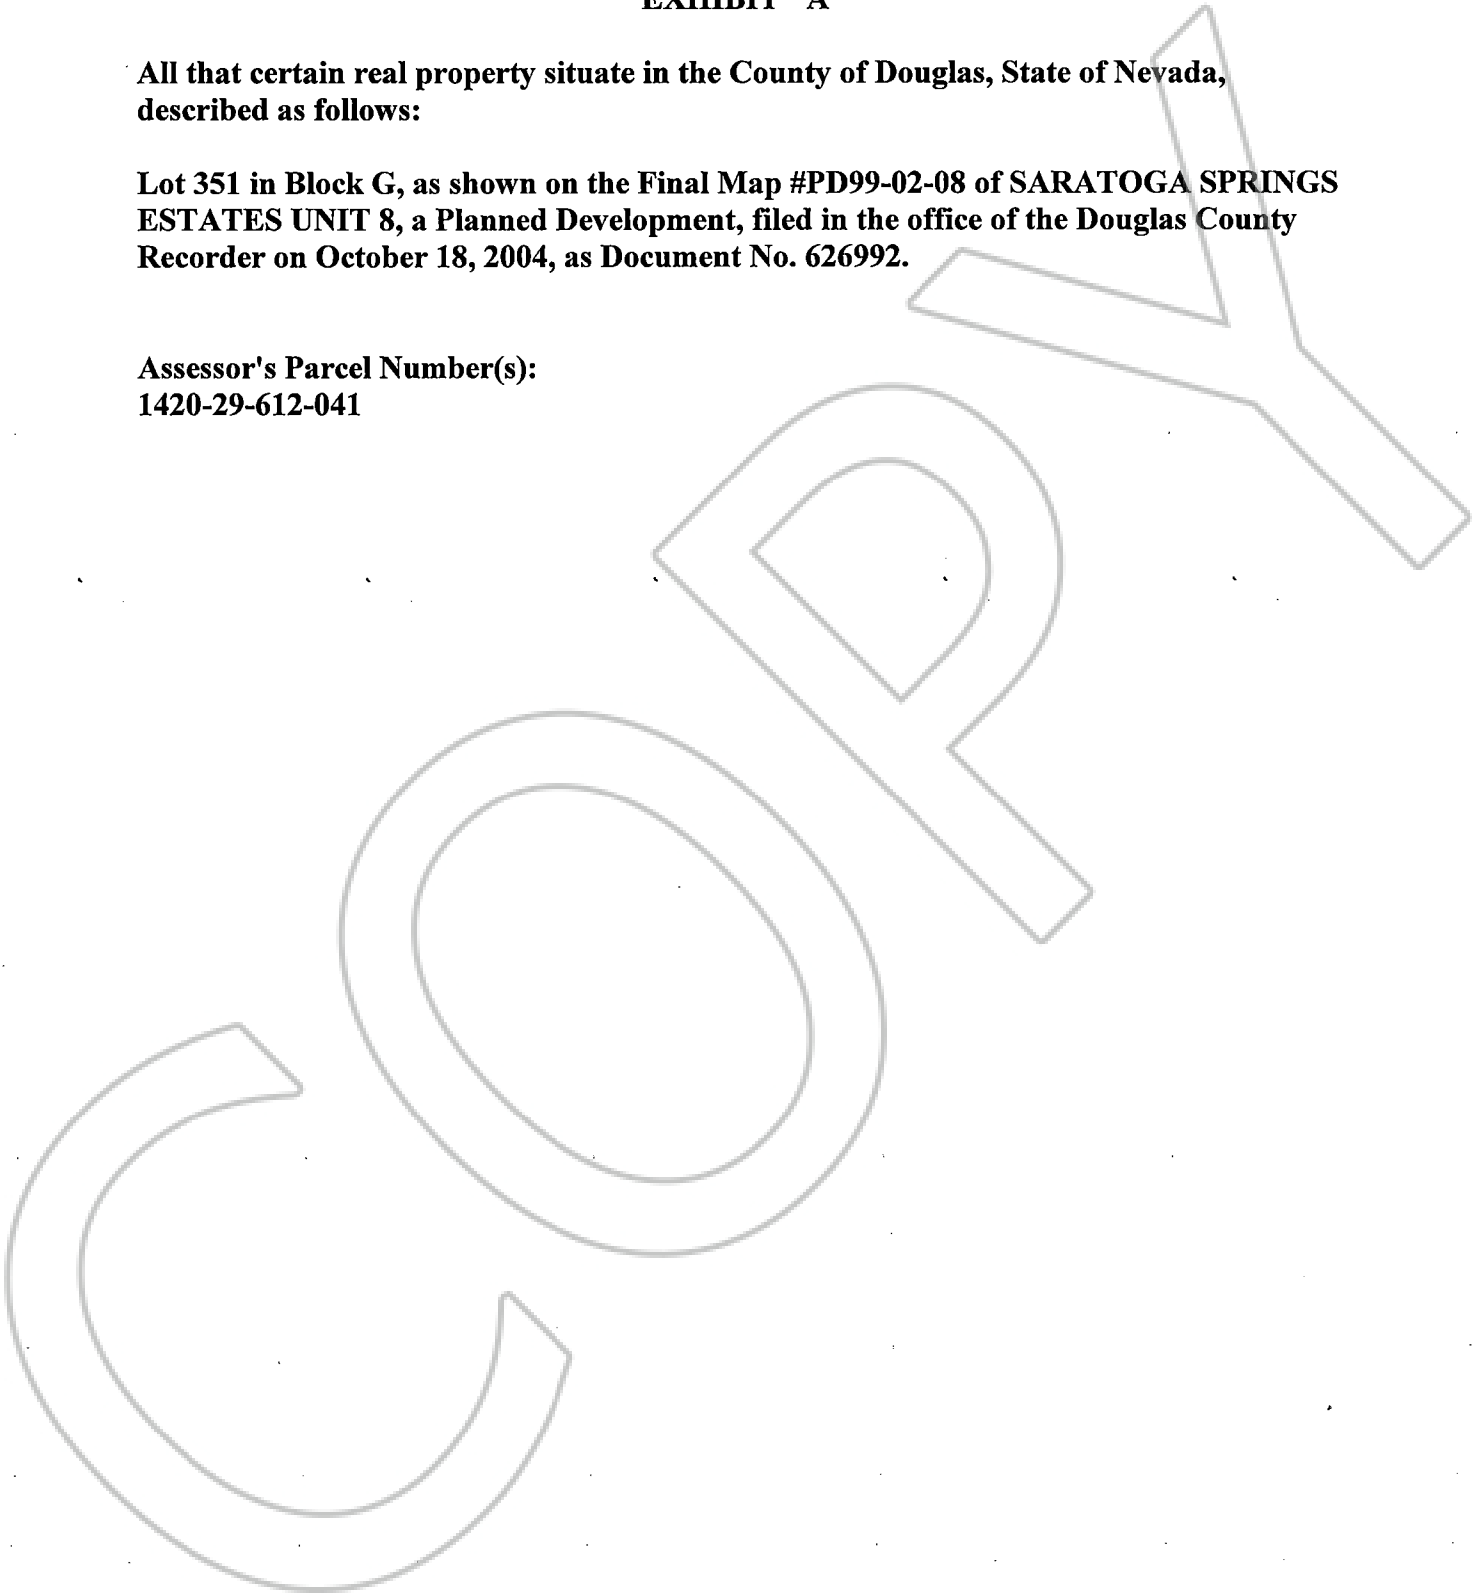 EXHIBIT "A"
All that certain real property situate in the County of Douglas, State of Nevada,
described as follows:
Lot 351 in Block G, as shown on the Final Map #PD99-02-08 of SARATOGA SPRINGS
ESTATES UNIT 8, a Planned Development, filed in the office of the Douglas County
Recorder on October 18, 2004, as Document No. 626992.
Assessor's Parcel Number(s):
1420-29-612-041
COPY